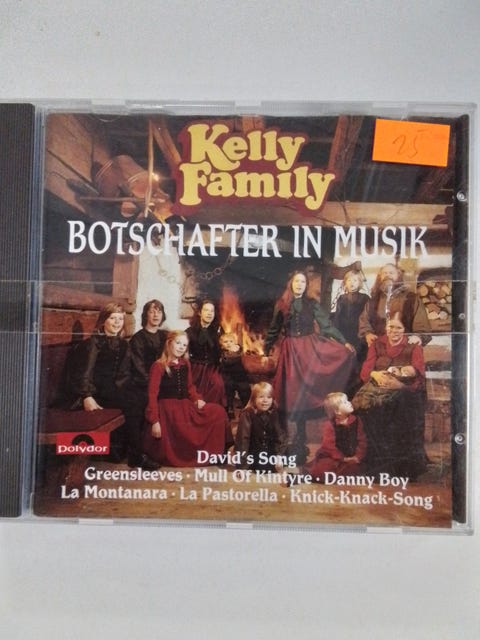 25
Kelly
Family
BOTSCHAFTER IN MUSIK
Polydor
David's Song
Greensleeves · Mull Of Kintyre · Danny Boy
La Montanara · La Pastorella · Knick-Knack-Song